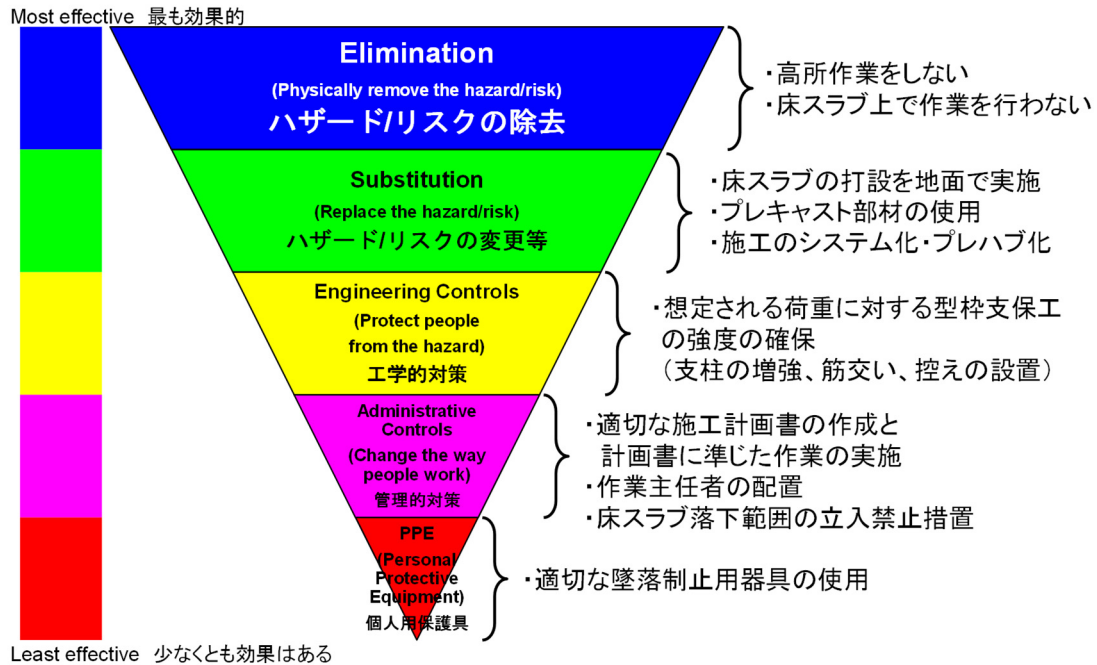 Most effective 最も効果的
Elimination
(Physically remove the hazard/risk)
ハザード/リスクの除去
・高所作業をしない
・床スラブ上で作業を行わない
Substitution
(Replace the hazard/risk)
ハザード/リスクの変更等
・床スラブの打設を地面で実施
・プレキャスト部材の使用
・施工のシステム化・プレハブ化
Engineering Controls
(Protect people
from the hazard)
工学的対策
・想定される荷重に対する型枠支保工
の強度の確保
（支柱の増強、筋交い、控えの設置）
Administrative
Controls
(Change the way
people work)
管理的対策
・適切な施工計画書の作成と
計画書に準じた作業の実施
・作業主任者の配置
・床スラブ落下範囲の立入禁止措置
PPE
(Personal
Protective
Equipment)
個人用保護具
・適切な墜落制止用器具の使用
Least effective 少なくとも効果はある